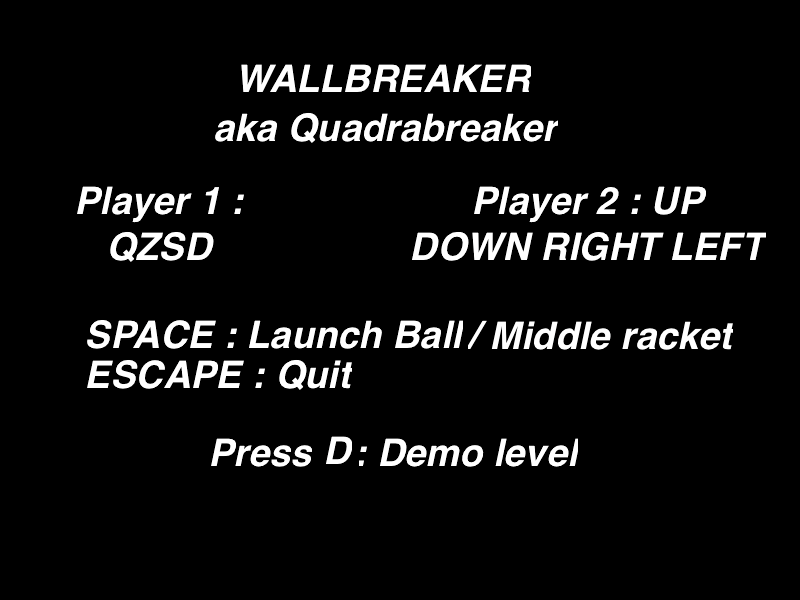 WALLBREAKER
aka Quadrabreaker
Player 1 :
QZSD
Player 2 : UP
DOWN RIGHT LEFT
SPACE : Launch Ball / Middle racket
ESCAPE : Quit
Press D : Demo level